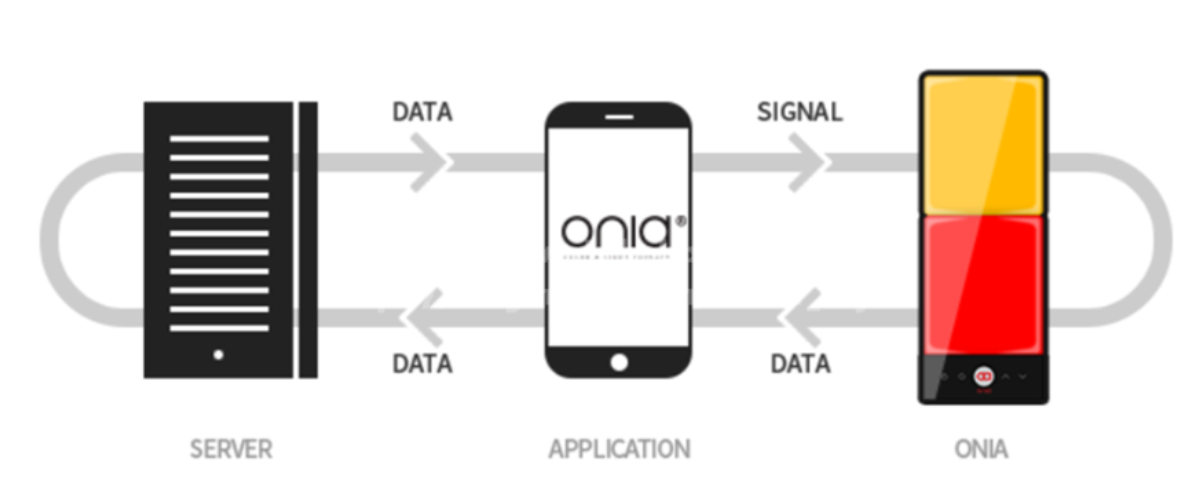 DATA
SIGNAL
onia®
DATA
DATA
SERVER
APPLICATION
ONIA